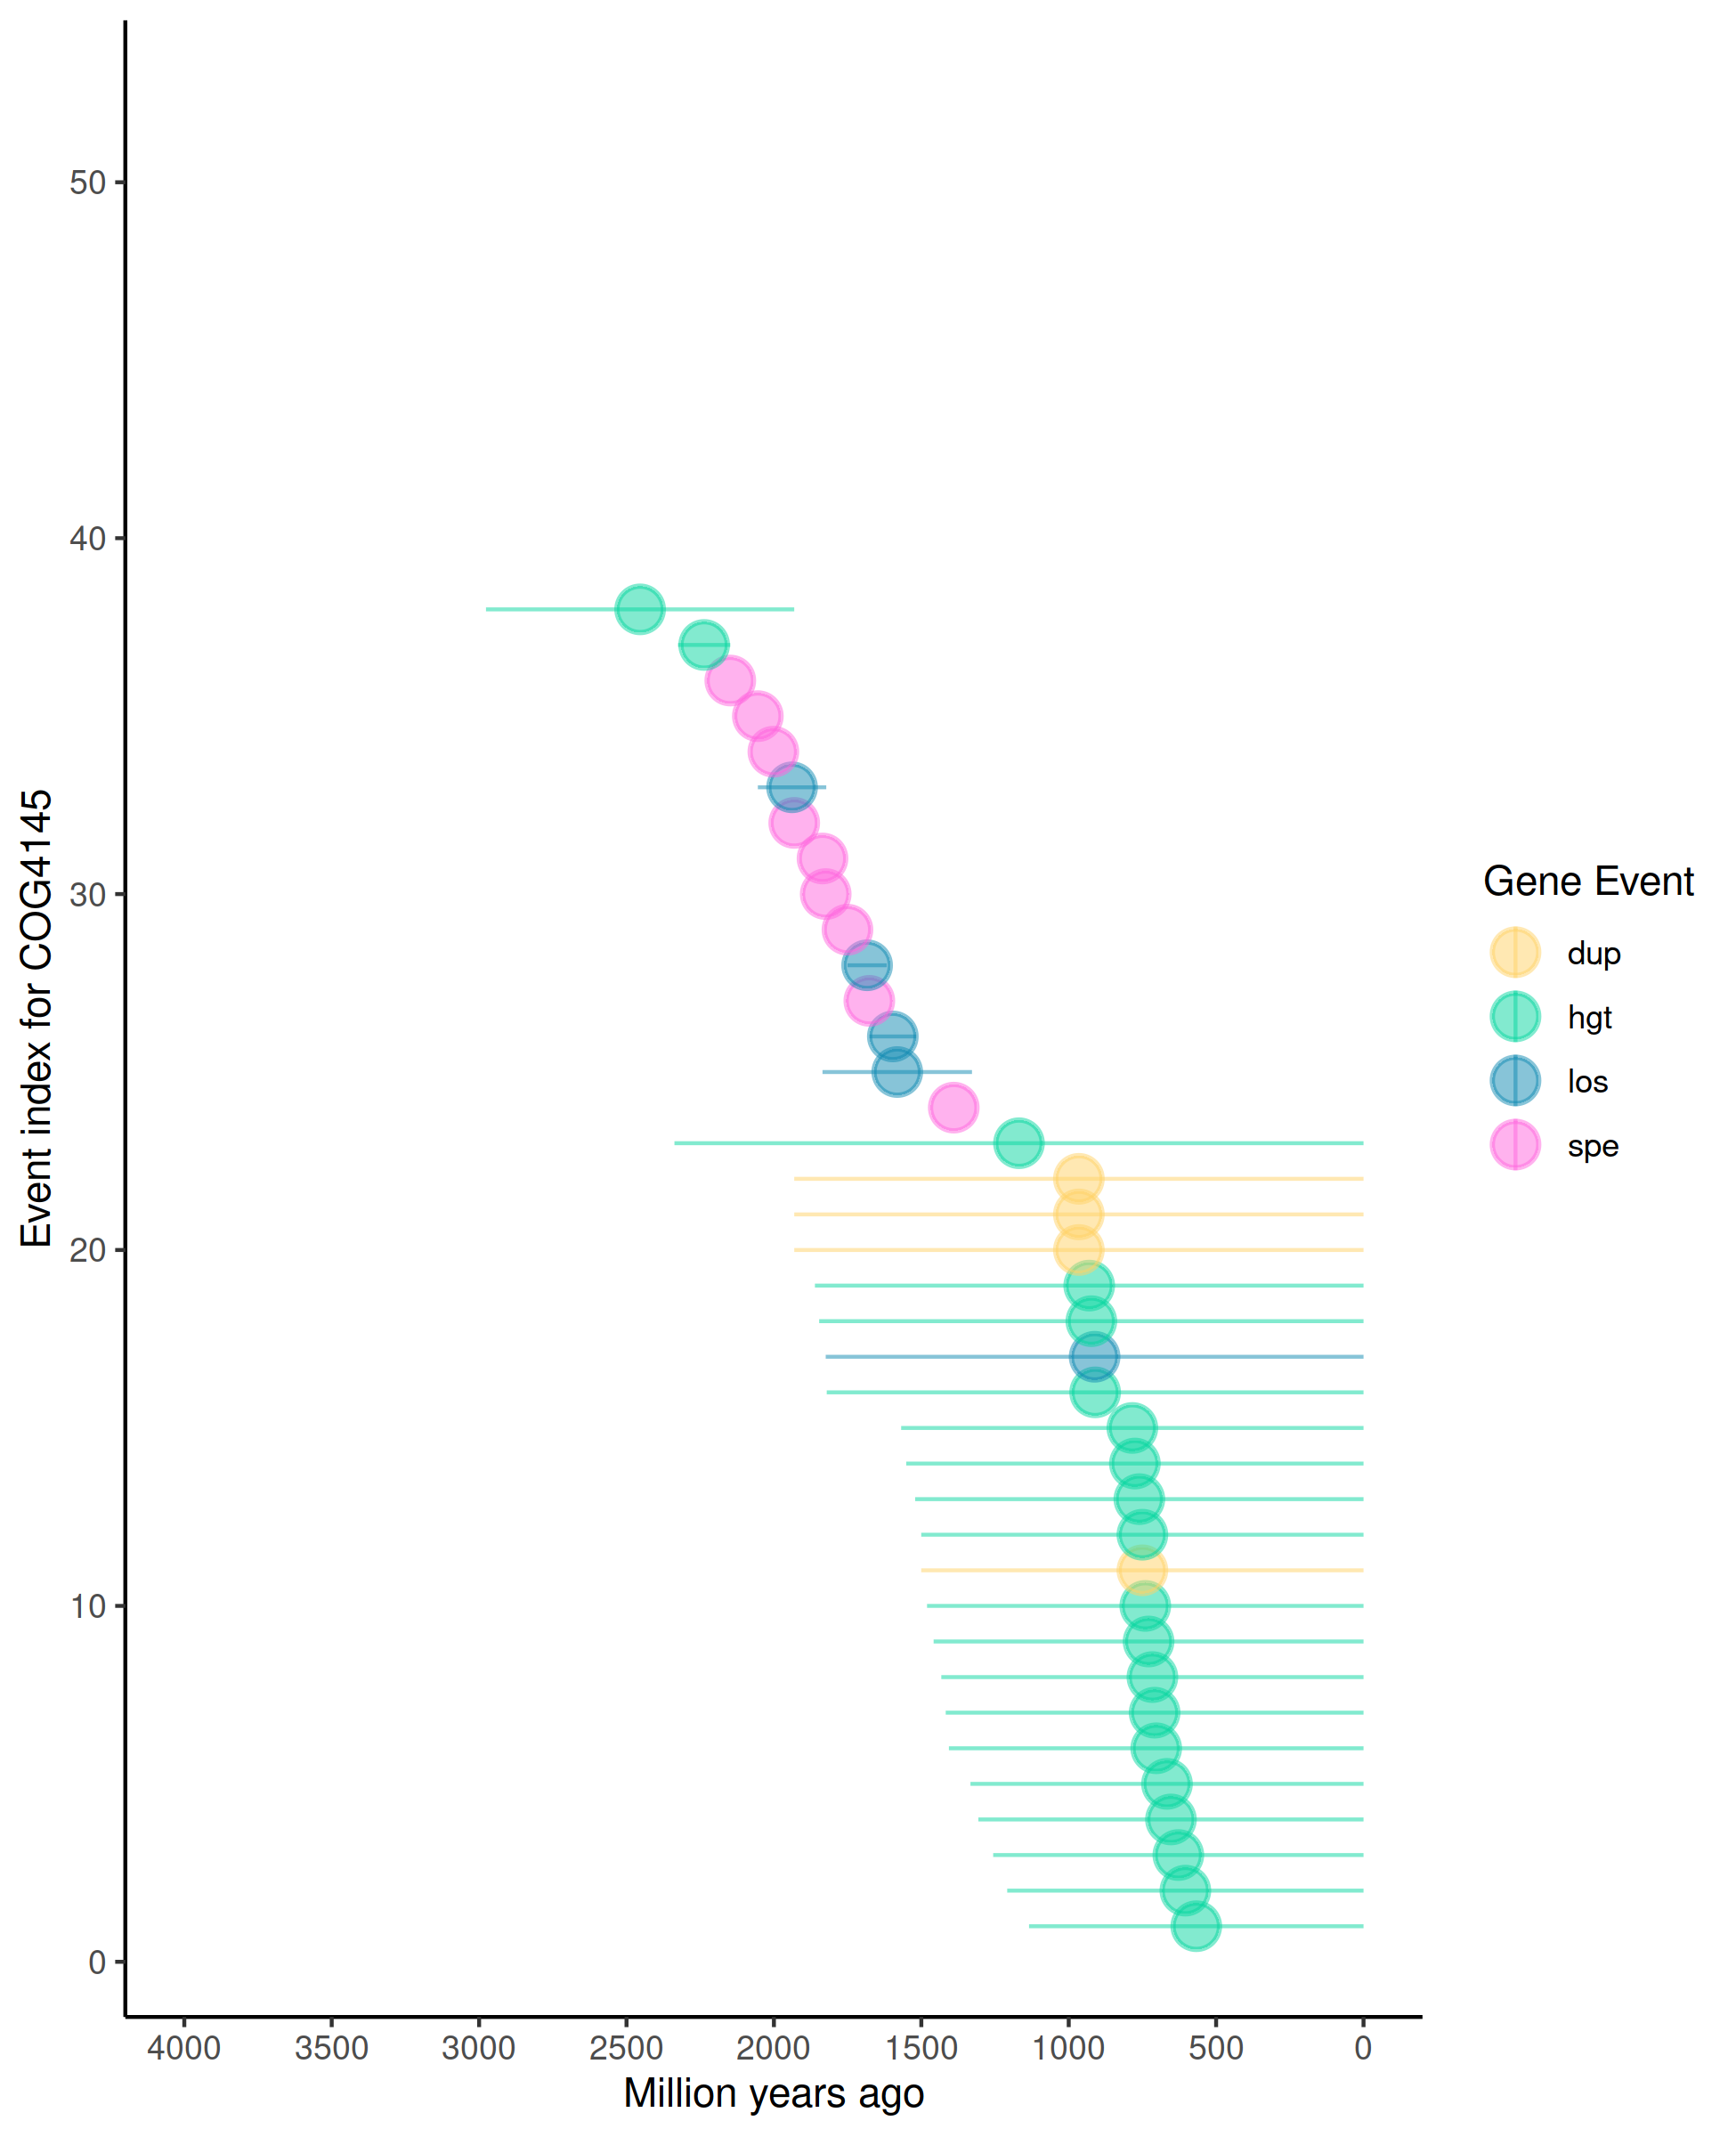 Event index for COG4145
50
40
30
20
10
0
4000 3500 3000 2500 2000 1500 1000 500 0
Million years ago
Gene Event
dup
hgt
los
spe